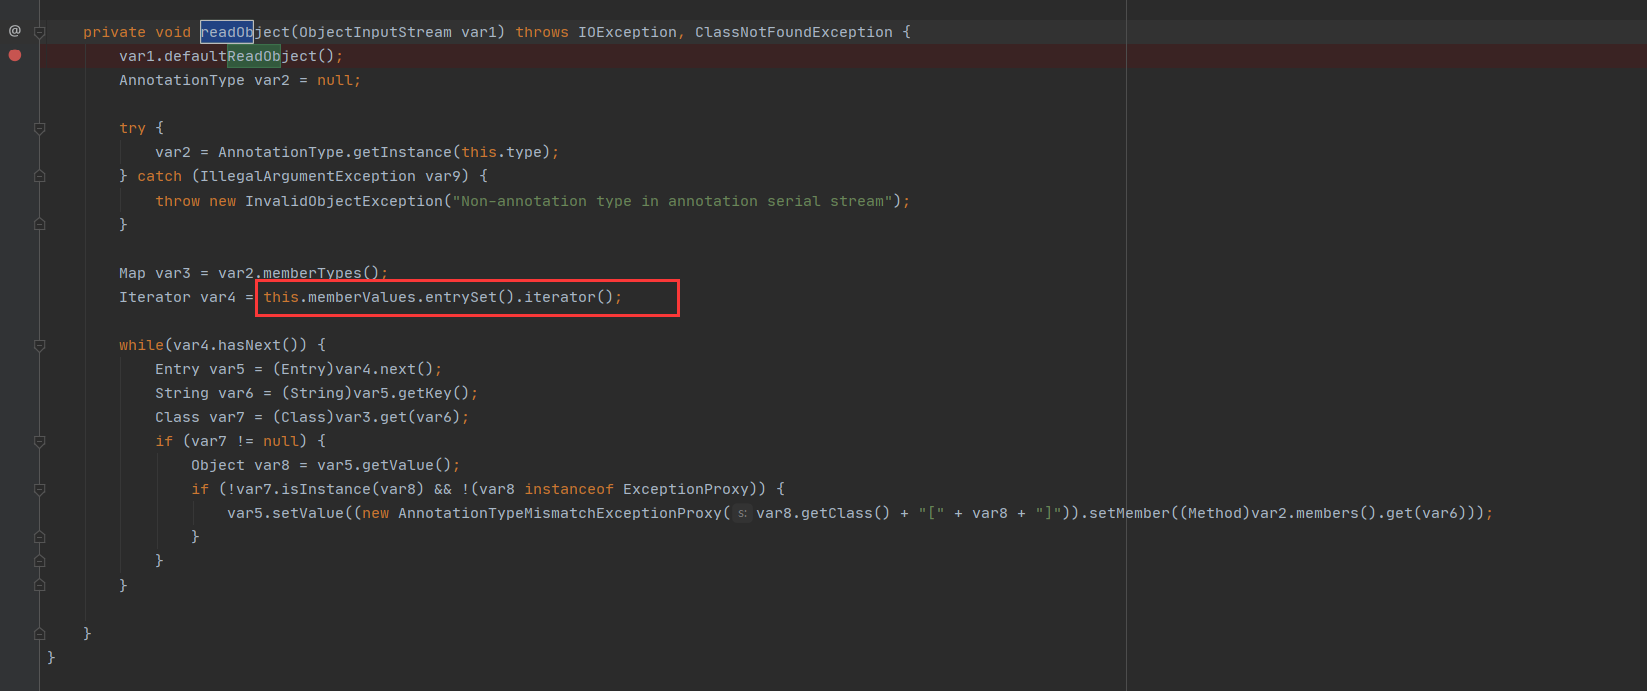 @ private void readObject(ObjectInputStream var1) throws IOException, ClassNotFoundException {
var1.defaultReadObject();
AnnotationType var2 = null;
try {
var2 = AnnotationType.getInstance(this.type);
} catch (IllegalArgumentException var9) {
throw new InvalidObjectException("Non-annotation type in annotation serial stream");
}
Map var3 = var2.memberTypes();
Iterator var4 = this.memberValues.entrySet().iterator();
while(var4.hasNext()) {
Entry var5 = (Entry)var4.next();
String var6 = (String)var5.getKey();
Class var7 = (Class)var3.get(var6);
if (var7 != null) {
Object var8 = var5.getValue();
if (!var7.isInstance(var8) && !(var8 instanceof ExceptionProxy)) {
var5.setValue((new AnnotationTypeMismatchExceptionProxy( s: var8.getClass() + "[" + var8 + "]")).setMember((Method)var2.members().get(var6)));
}
}
}
}
}